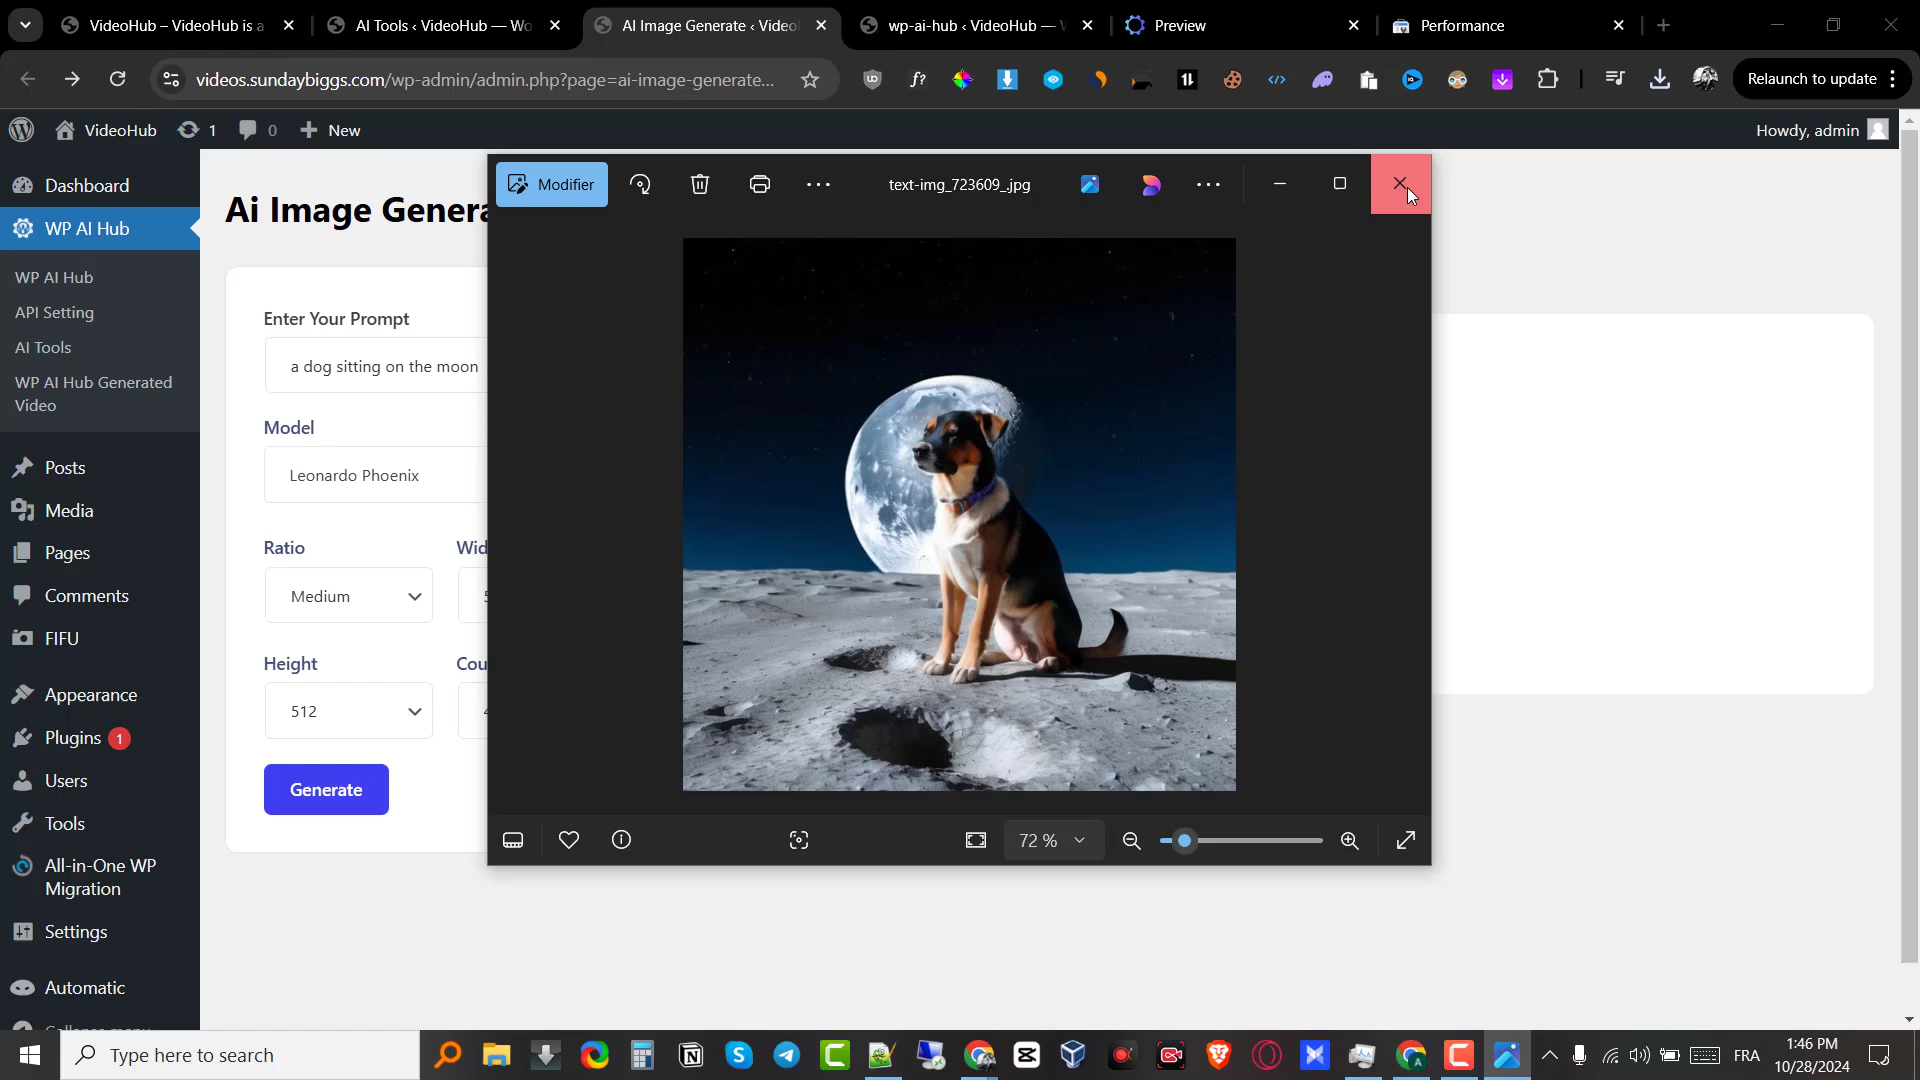 VideoHub – VideoHub is a
AI Tools ‹ VideoHub — Wo
AI Image Generate ‹ Video
wp-ai-hub ‹ VideoHub —
Preview
Performance
videos.sundaybiggs.com/wp-admin/admin.php?page=ai-image-generate...
Relaunch to update
VideoHub
1
0
New
Howdy, admin
Dashboard
WP AI Hub
WP AI Hub
API Setting
AI Tools
WP AI Hub Generated
Video
Posts
Media
Pages
Comments
FIFU
Appearance
Plugins 1
Users
Tools
All-in-One WP
Migration
Settings
Automatic
Ai Image Genera
Enter Your Prompt
a dog sitting on the moon
Model
Leonardo Phoenix
Ratio
Wid
Medium
Height
Cou
512
Generate
Modifier
text-img_723609_.jpg
72 %
Type here to search
FRA
1:46 PM
10/28/2024